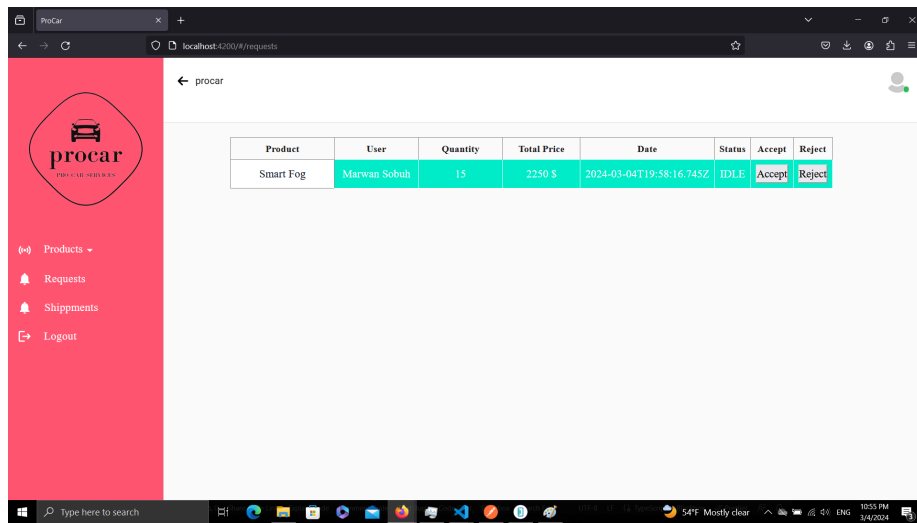 ProCar
localhost:4200/#/requests
procar
procar
PRO CAR SERVICES
Products
Requests
Shippments
Logout
Product User Quantity Total Price Date Status Accept Reject
Smart Fog Marwan Sobuh 15 2250 $ 2024-03-04T19:58:16.745Z IDLE Accept Reject
Type here to search
54°F Mostly clear
ENG
10:55 PM
3/4/2024